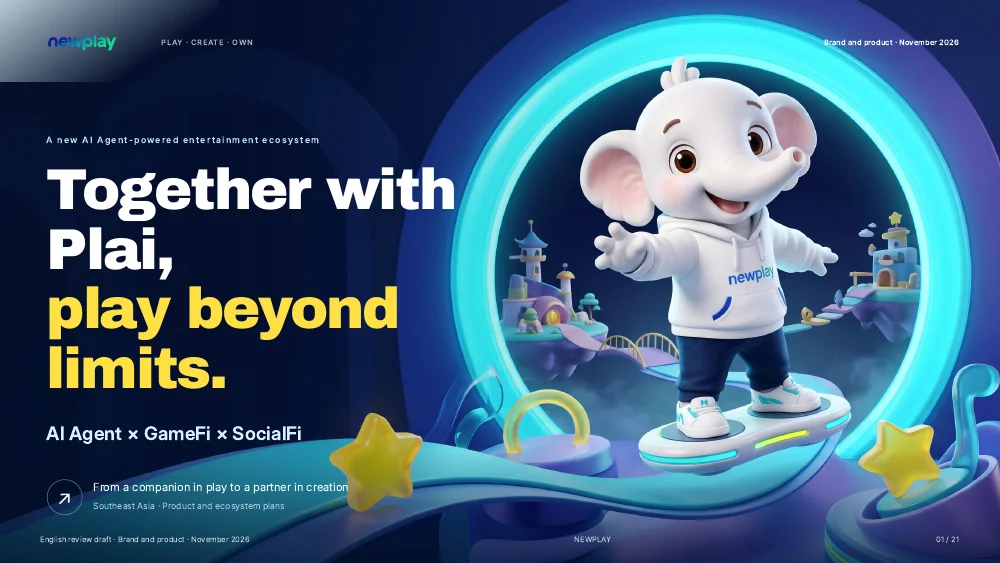 newplay
PLAY · CREATE · OWN
Brand and product · November 2026
A new AI Agent-powered entertainment ecosystem
Together with
Plai,
play beyond
limits.
newplay
AI Agent × GameFi × SocialFi
From a companion in play to a partner in creation
Southeast Asia · Product and ecosystem plans
English review draft · Brand and product · November 2026
NEWPLAY
01 / 21